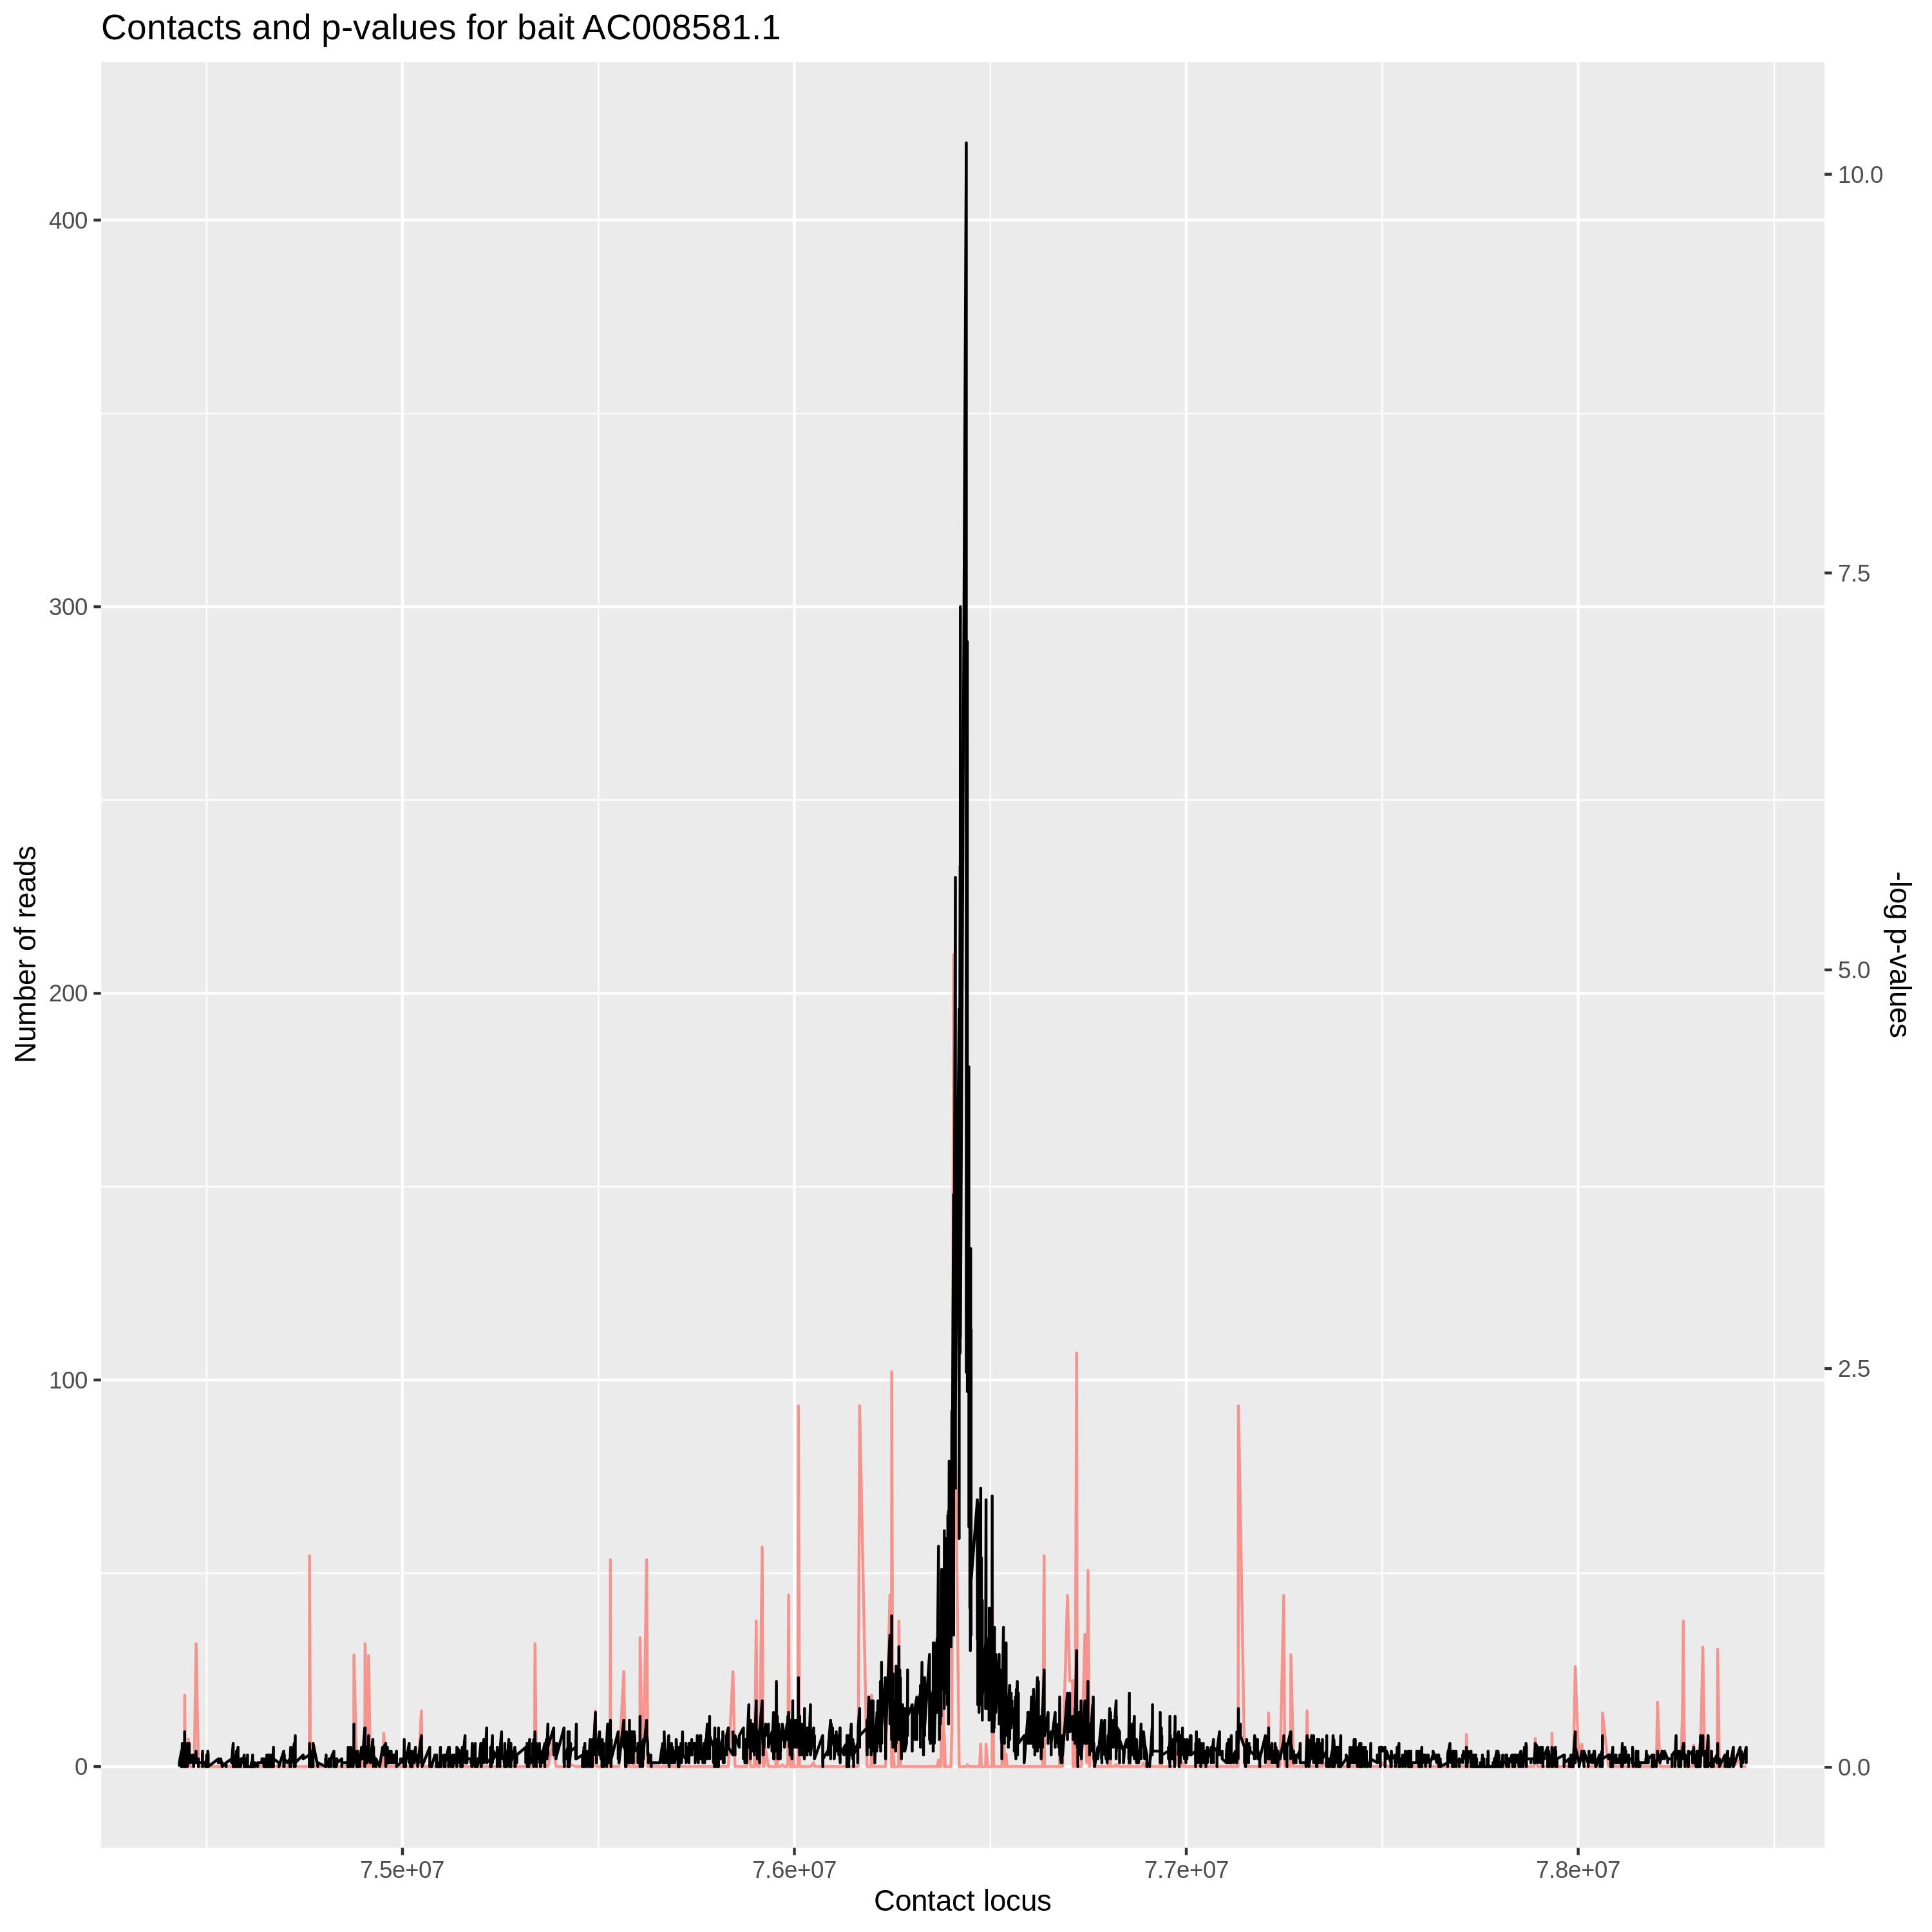 Contacts and p-values for bait AC008581.1
400
300
200
100
0
10.0
7.5
5.0
2.5
0.0
Number of reads
-log p-values
7.5e+07
7.6e+07
7.7e+07
7.8e+07
Contact locus